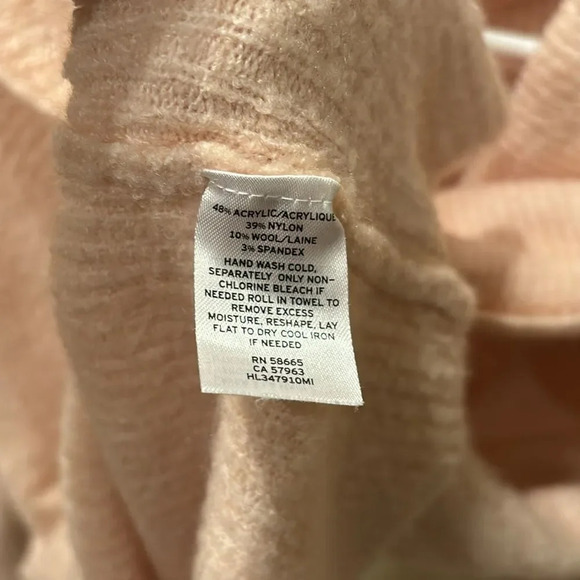 48% ACRYLIC/ACRYLIQUE
39% NYLON
10% WOOL/LAINE
3% SPANDEX
HAND WASH COLD,
SEPARATELY ONLY NON-
CHLORINE BLEACH IF
NEEDED ROLL IN TOWEL TO
REMOVE EXCESS
MOISTURE, RESHAPE, LAY
FLAT TO DRY COOL IRON
IF NEEDED
RN 58665
CA 57963
HL347910MI